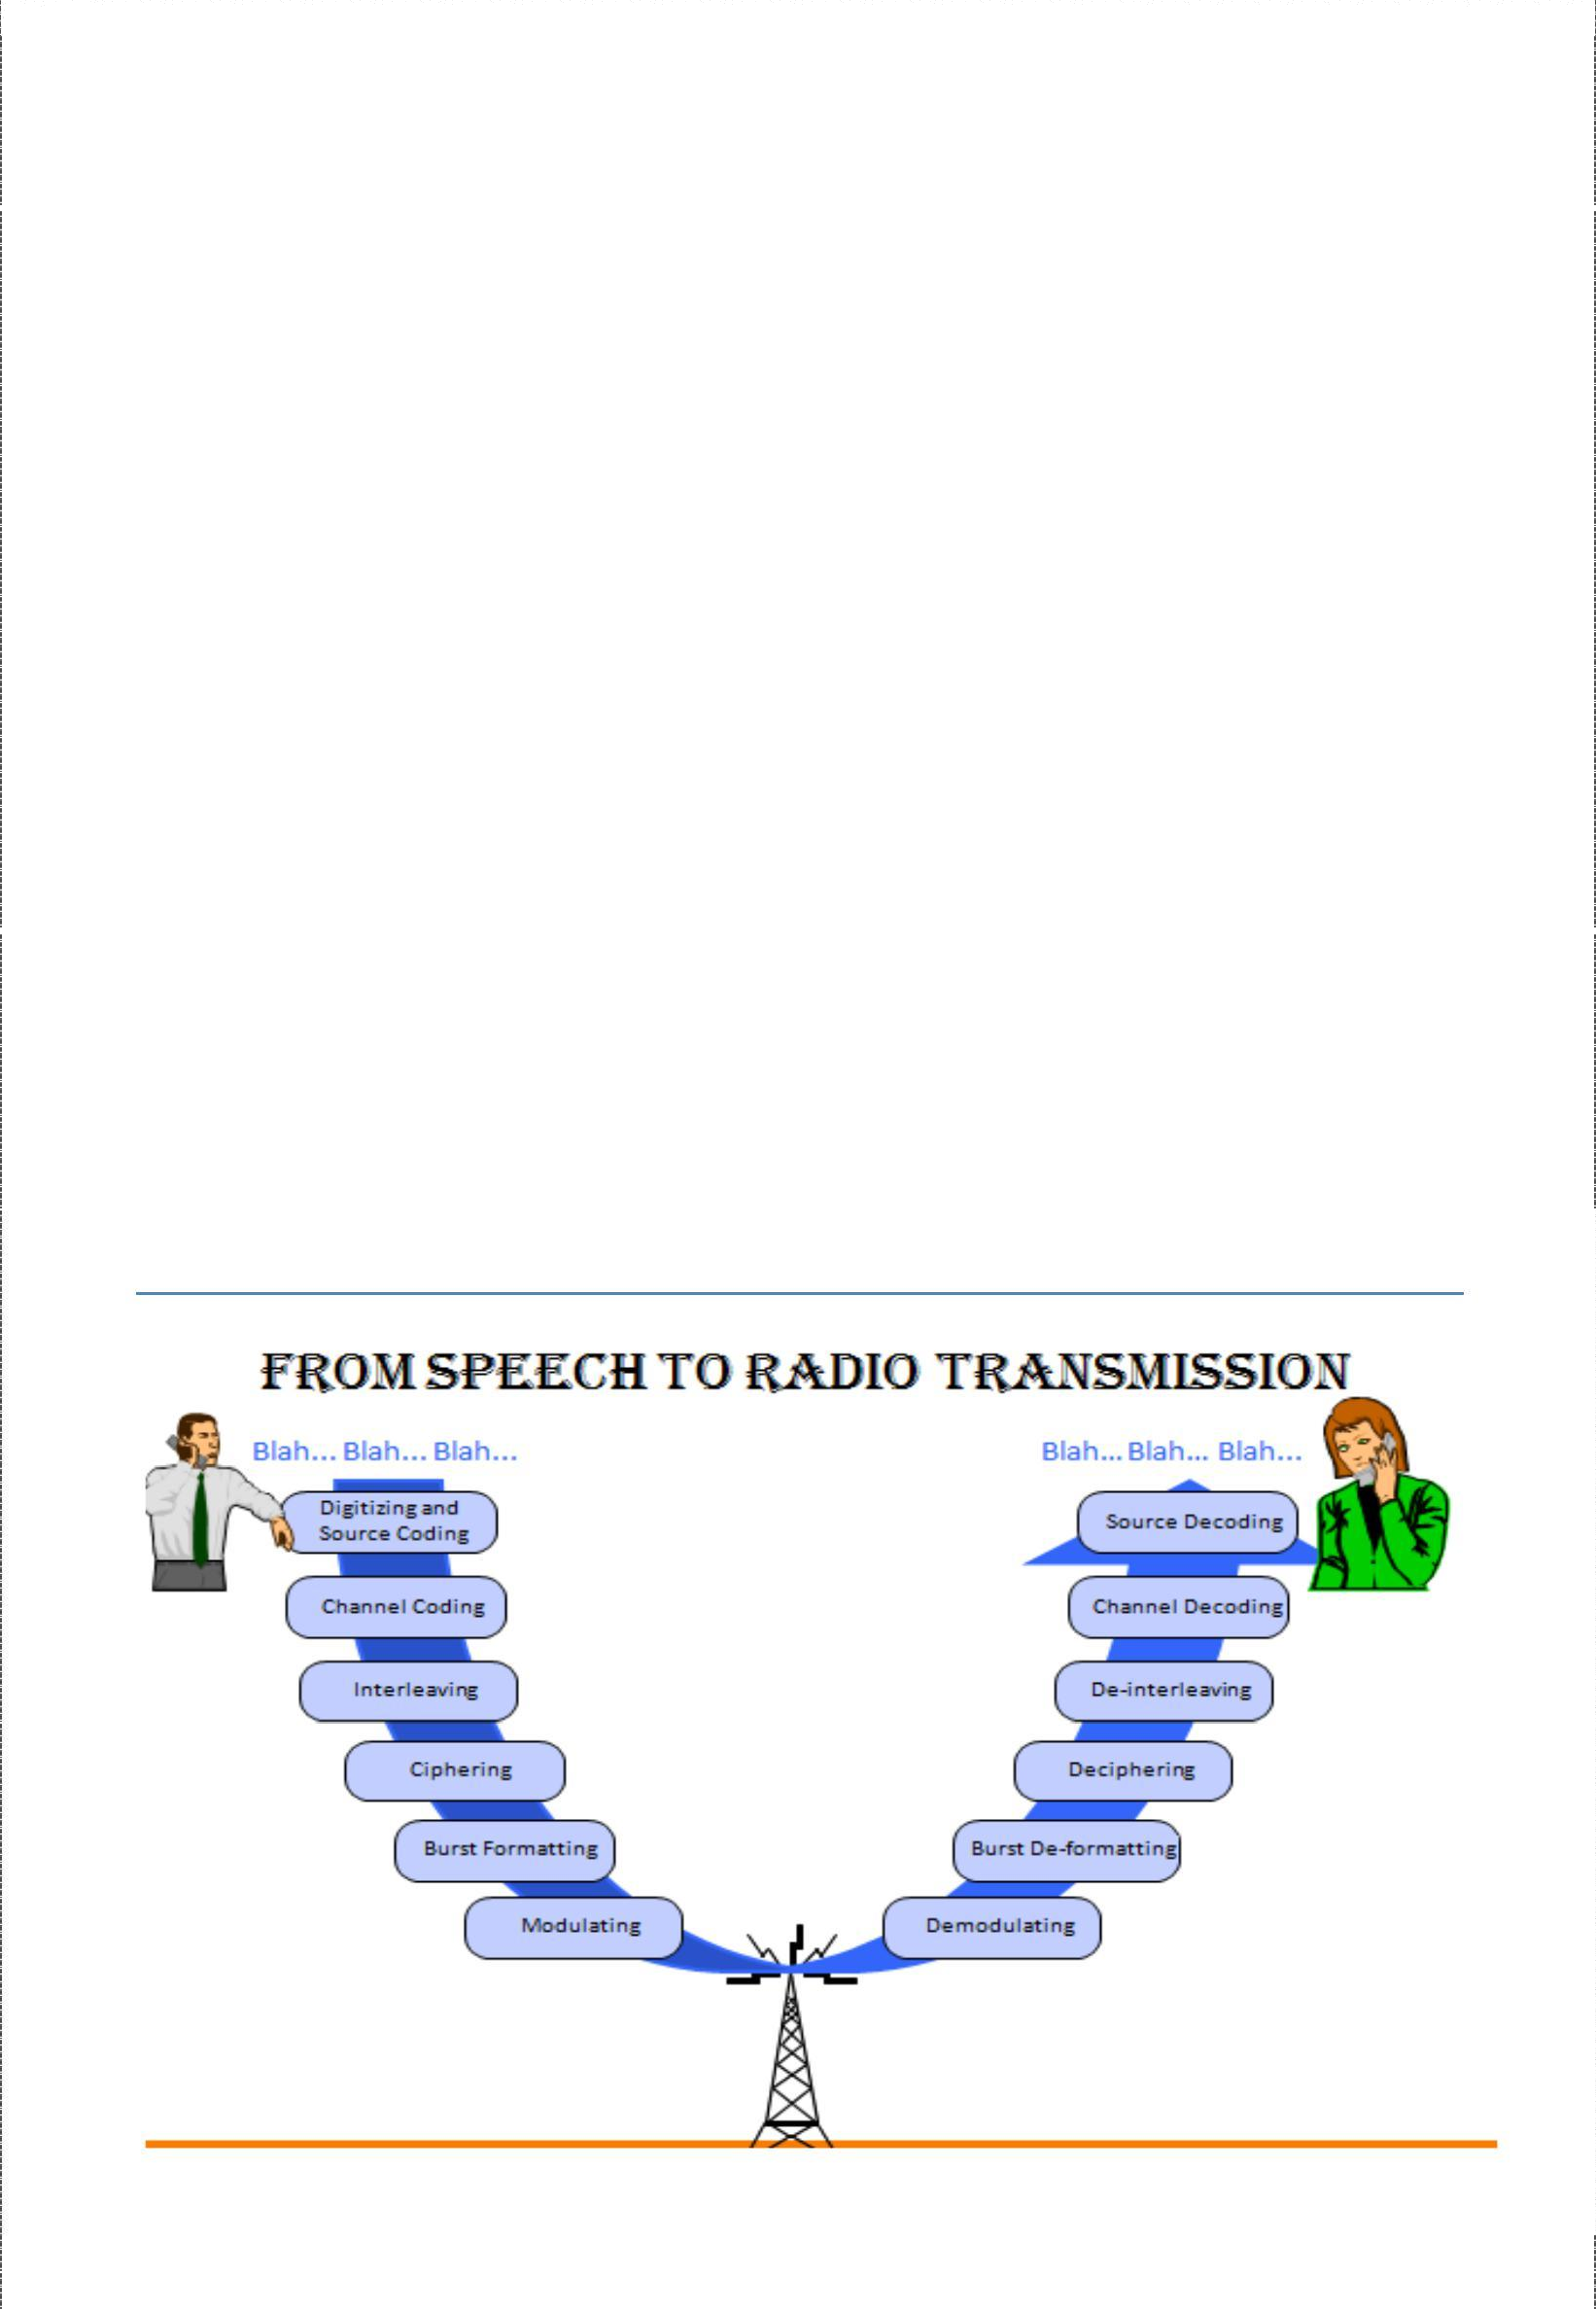 FROM SPEECH TO RADIO TRANSMISSION
Blah... Blah... Blah...
Digitizing and
Source Coding
Channel Coding
Interleaving
Ciphering
Burst Formatting
Modulating
Blah... Blah... Blah...
Source Decoding
Channel Decoding
De-interleaving
Deciphering
Burst De-formatting
Demodulating